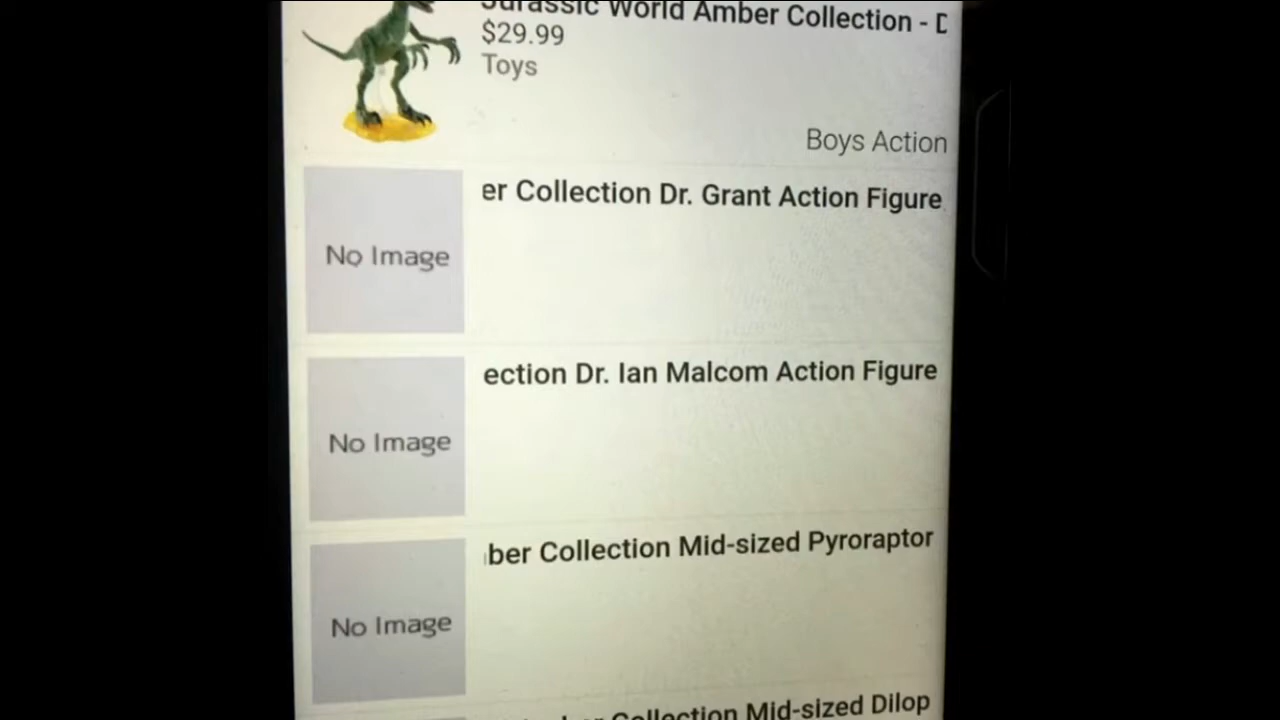 Jurassic World Amber Collection - D
$29.99
Toys
Boys Action
er Collection Dr. Grant Action Figure
No Image
ection Dr. Ian Malcom Action Figure
No Image
ber Collection Mid-sized Pyroraptor
No Image
Collection Mid-sized Dilop